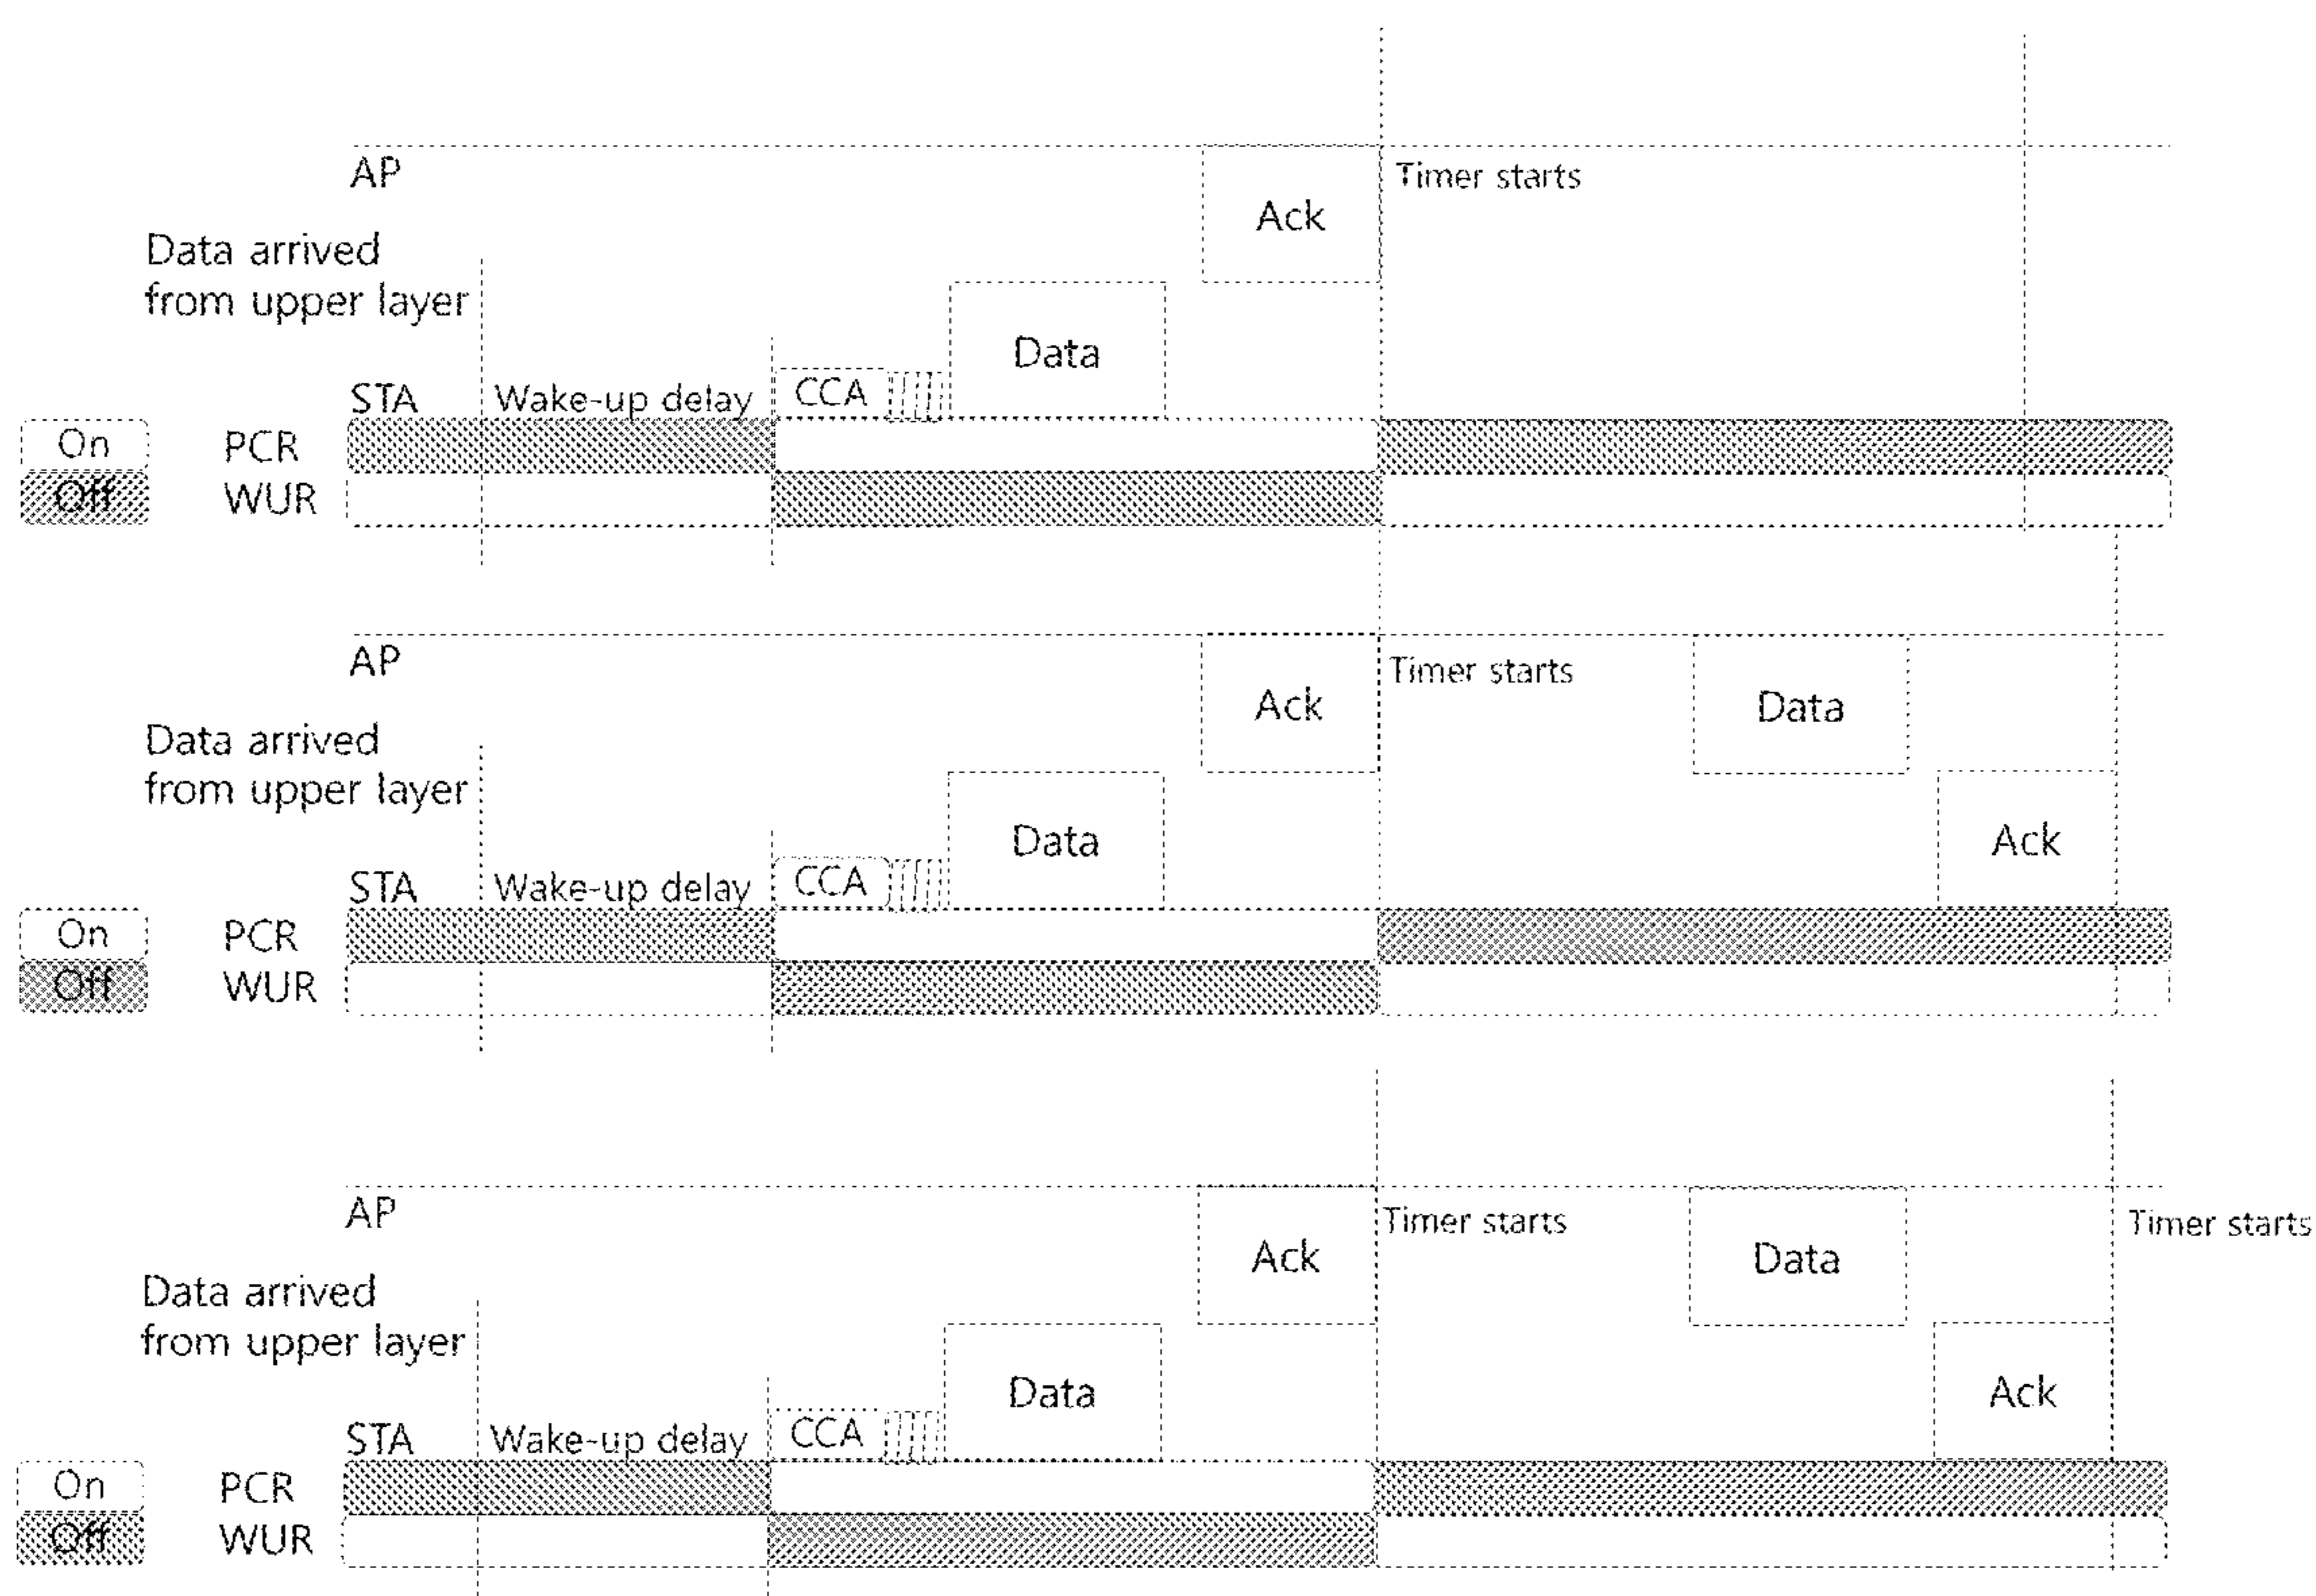 AP
Timer starts
Ack
Data arrived
from upper layer
Data
STA
Wake-up delay
CCA
On
PCR
Off
WUR
AP
Timer starts
Ack
Data
Data arrived
from upper layer
Data
Ack
STA
Wake-up delay
CCA
On
PCR
Off
WUR
AP
Timer starts
Timer starts
Ack
Data
Data arrived
from upper layer
Data
Ack
STA
Wake-up delay
CCA
On
PCR
Off
WUR